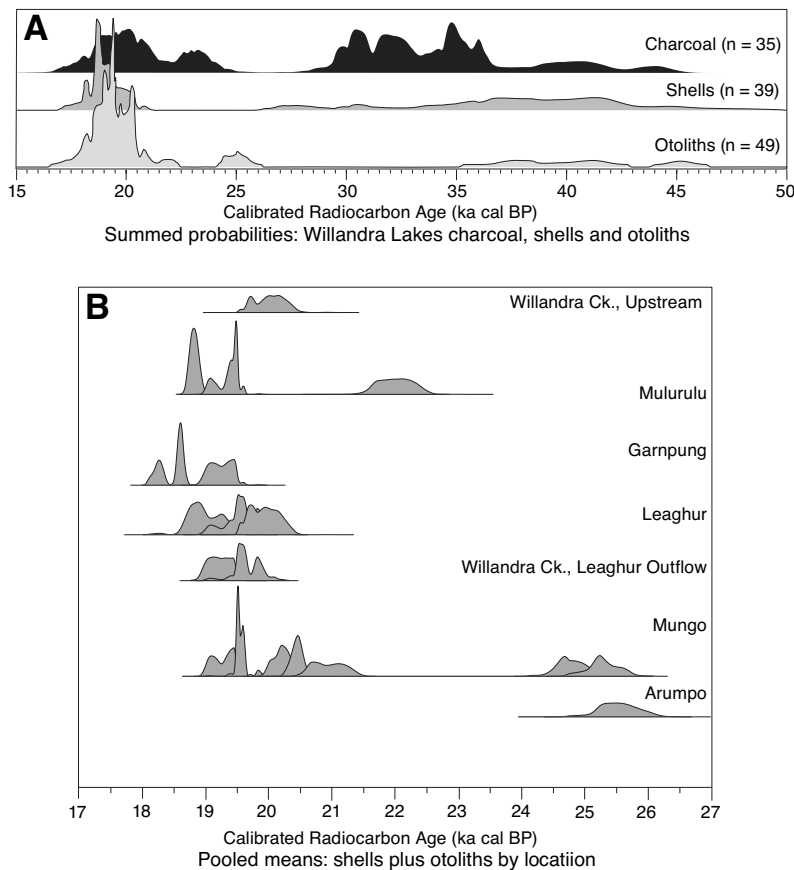 A
Charcoal (n = 35)
Shells (n = 39)
Otoliths (n = 49)
15 20 25 30 35 40 45 50
Calibrated Radiocarbon Age (ka cal BP)
Summed probabilities: Willandra Lakes charcoal, shells and otoliths
B
Willandra Ck., Upstream
Mulurulu
Garnpung
Leaghur
Willandra Ck., Leaghur Outflow
Mungo
Arumpo
17 18 19 20 21 22 23 24 25 26 27
Calibrated Radiocarbon Age (ka cal BP)
Pooled means: shells plus otoliths by locatiion